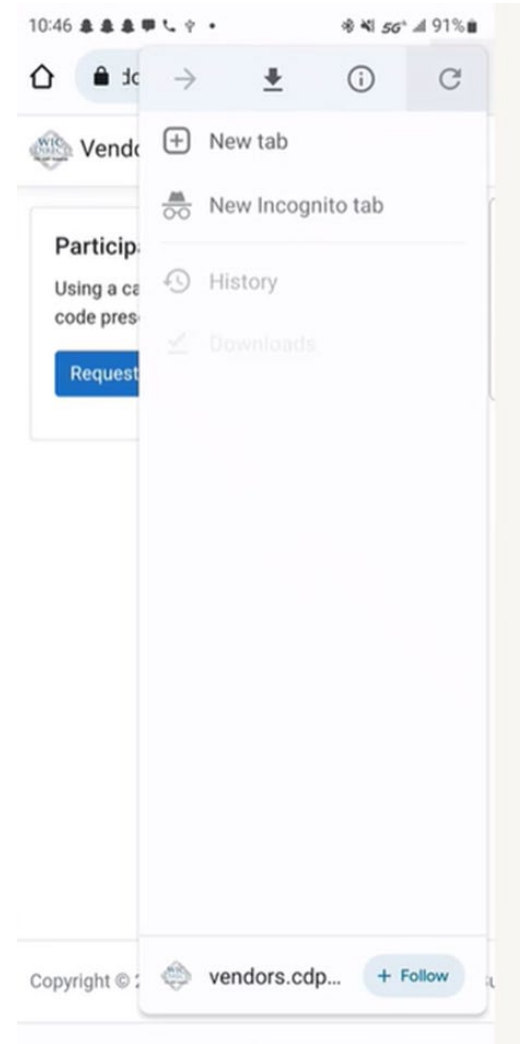 10:46
5G+
91%
New tab
New Incognito tab
WIC
Vend
Particip
Using a ca
code pres
Request
History
Downloads
Copyright ©
vendors.cdp...
+ Follow